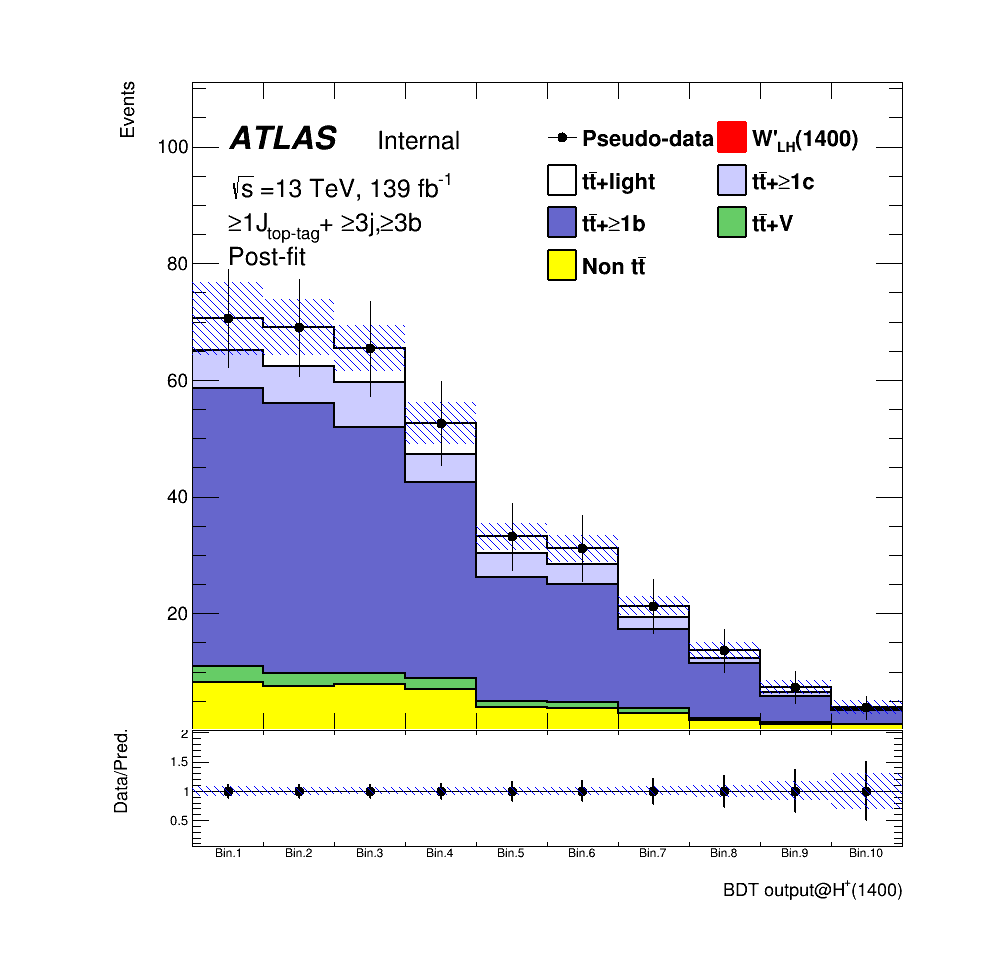 Events
100
80
60
40
20
ATLAS Internal
√s =13 TeV, 139 fb⁻¹
≥1J_top-tag+ ≥3j,≥3b
Post-fit
Pseudo-data W'_LH(1400)
tt̄+light tt̄+≥1c
tt̄+≥1b tt̄+V
Non tt̄
Data/Pred.
2
1.5
1
0.5
Bin.1 Bin.2 Bin.3 Bin.4 Bin.5 Bin.6 Bin.7 Bin.8 Bin.9 Bin.10
BDT output@H⁺(1400)